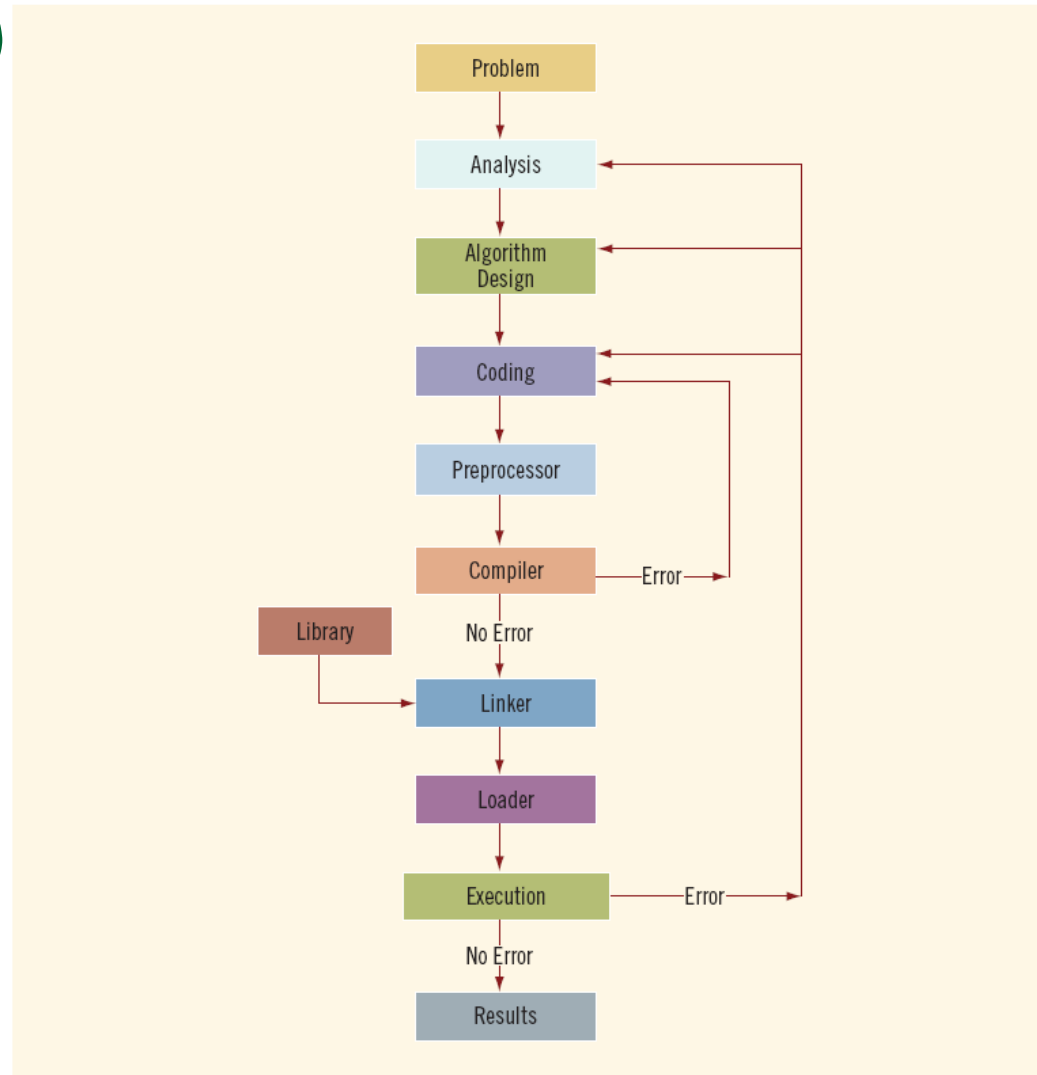 Problem
Analysis
Algorithm
Design
Coding
Preprocessor
Compiler
Error
Library
No Error
Linker
Loader
Execution
Error
No Error
Results